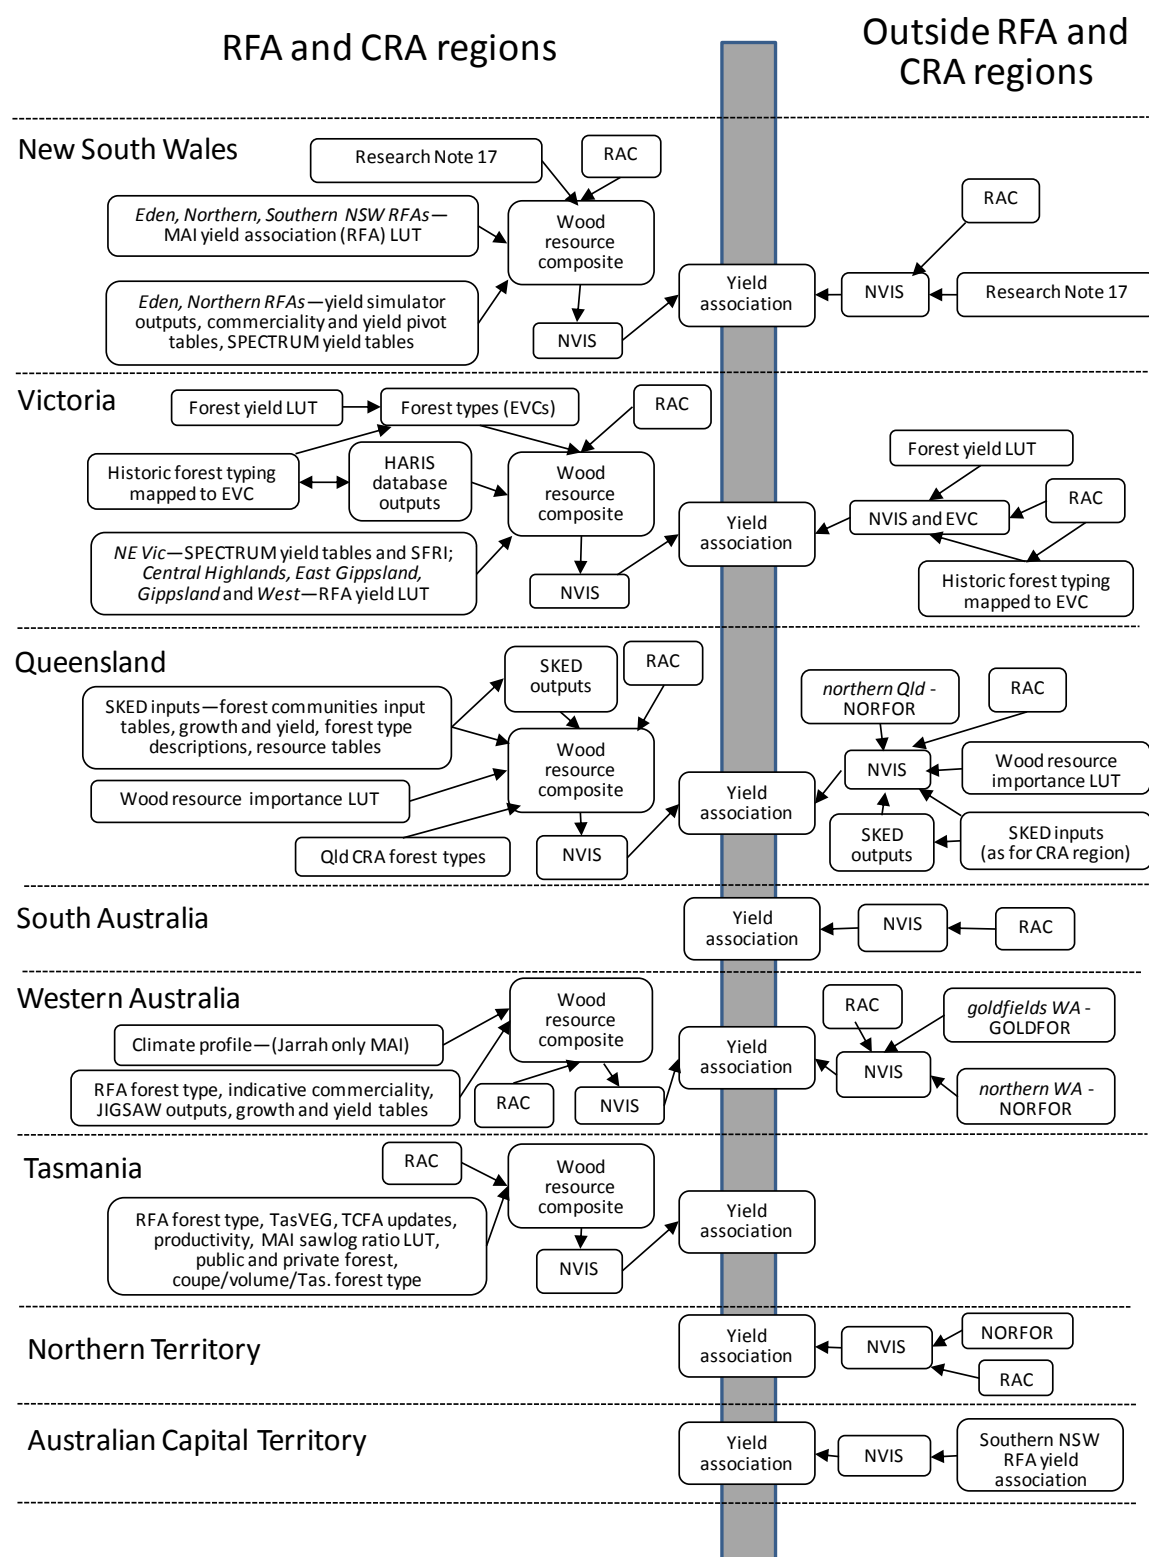 RFA and CRA regions
Outside RFA and
CRA regions
New South Wales
Research Note 17
RAC
Eden, Northern, Southern NSW RFAs—
MAI yield association (RFA) LUT
Wood
resource
composite
Eden, Northern RFAs—yield simulator
outputs, commerciality and yield pivot
tables, SPECTRUM yield tables
NVIS
Yield
association
RAC
NVIS
Research Note 17
Victoria
Forest yield LUT
Forest types (EVCs)
RAC
Historic forest typing
mapped to EVC
HARIS
database
outputs
Wood
resource
composite
NE Vic—SPECTRUM yield tables and SFRI;
Central Highlands, East Gippsland,
Gippsland and West—RFA yield LUT
NVIS
Yield
association
Forest yield LUT
NVIS and EVC
RAC
Historic forest typing
mapped to EVC
Queensland
SKED
outputs
RAC
SKED inputs—forest communities input
tables, growth and yield, forest type
descriptions, resource tables
Wood
resource
composite
Wood resource importance LUT
Qld CRA forest types
NVIS
Yield
association
northern Qld -
NORFOR
RAC
NVIS
Wood resource
importance LUT
SKED
outputs
SKED inputs
(as for CRA region)
South Australia
Yield
association
NVIS
RAC
Western Australia
Wood
resource
composite
Climate profile—(Jarrah only MAI)
RFA forest type, indicative commerciality,
JIGSAW outputs, growth and yield tables
RAC
NVIS
Yield
association
RAC
goldfields WA -
GOLDFOR
NVIS
northern WA -
NORFOR
Tasmania
RAC
Wood
resource
composite
RFA forest type, TasVEG, TCFA updates,
productivity, MAI sawlog ratio LUT,
public and private forest,
coupe/volume/Tas. forest type
NVIS
Yield
association
Northern Territory
Yield
association
NVIS
NORFOR
RAC
Australian Capital Territory
Yield
association
NVIS
Southern NSW
RFA yield
association